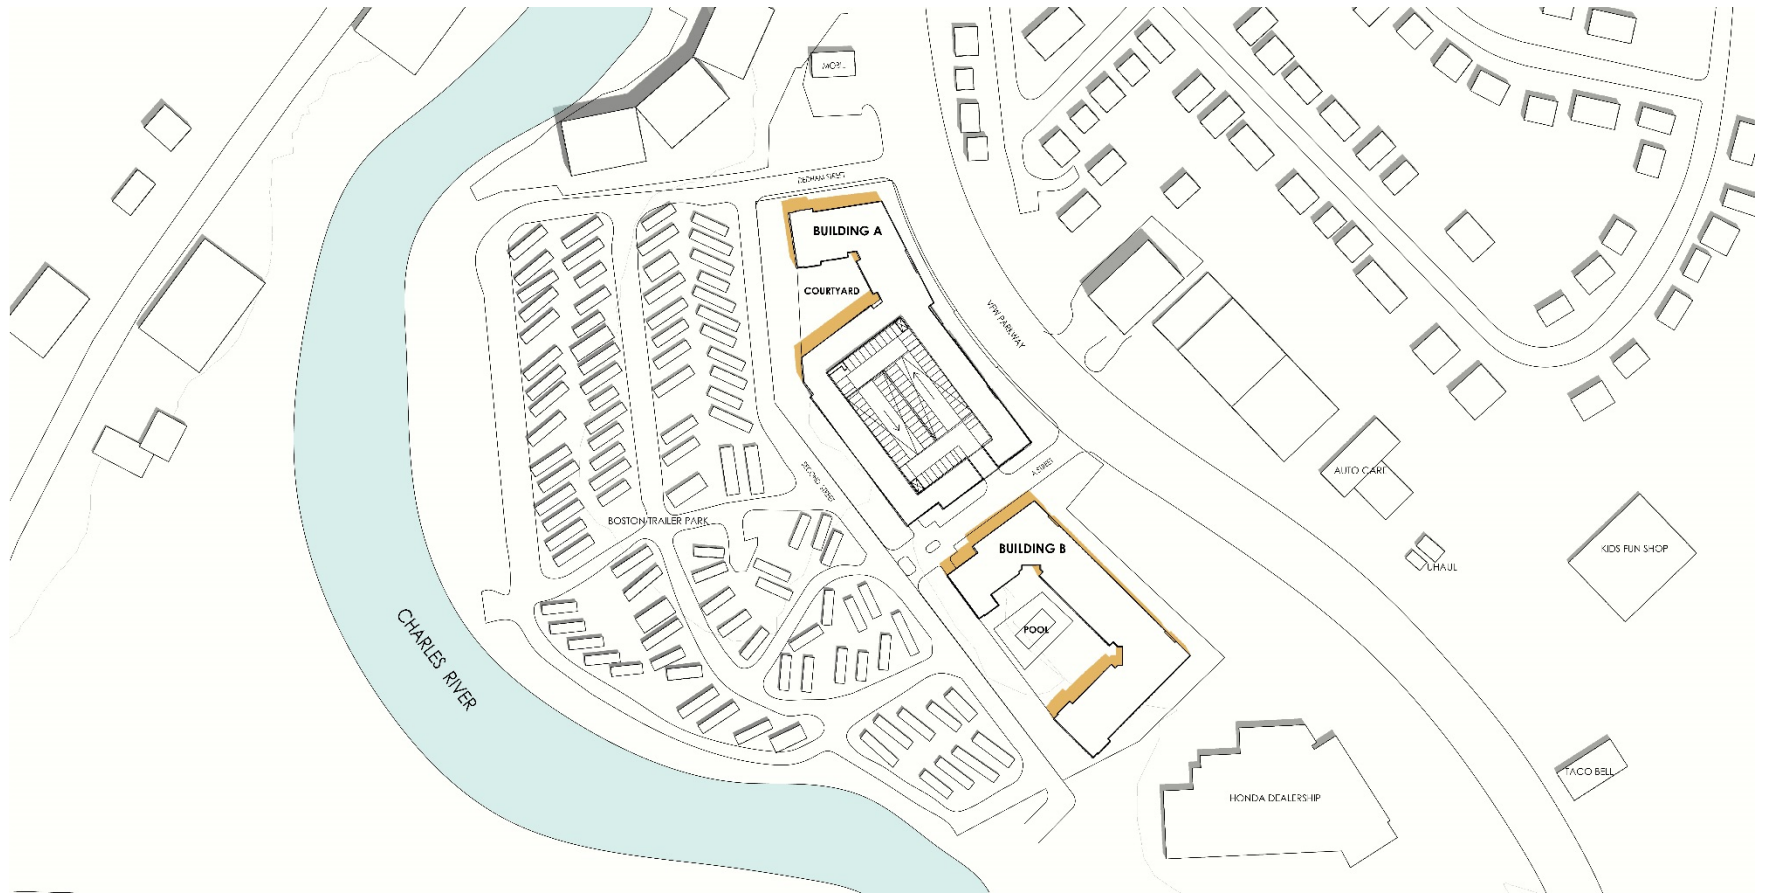 MOBIL
DEDHAM STREET
BUILDING A
COURTYARD
VFW PARKWAY
AUTO CARE
A STREET
SECOND STREET
BOSTON TRAILER PARK
BUILDING B
KIDS FUN SHOP
UHAUL
POOL
CHARLES RIVER
TACO BELL
HONDA DEALERSHIP